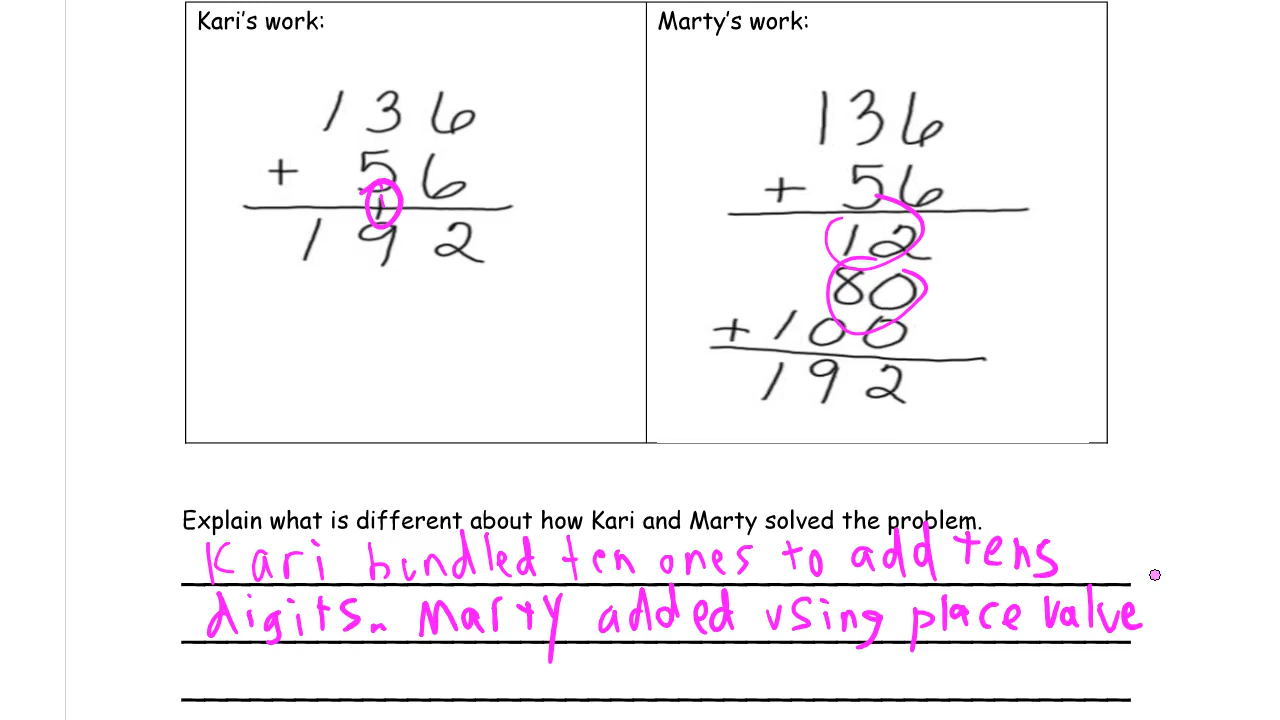 Kari's work:
136
+ 56
1
192
Marty's work:
136
+ 56
12
80
+100
192
Explain what is different about how Kari and Marty solved the problem.
Kari bundled ten ones to add tens
digits. Marty added using place value